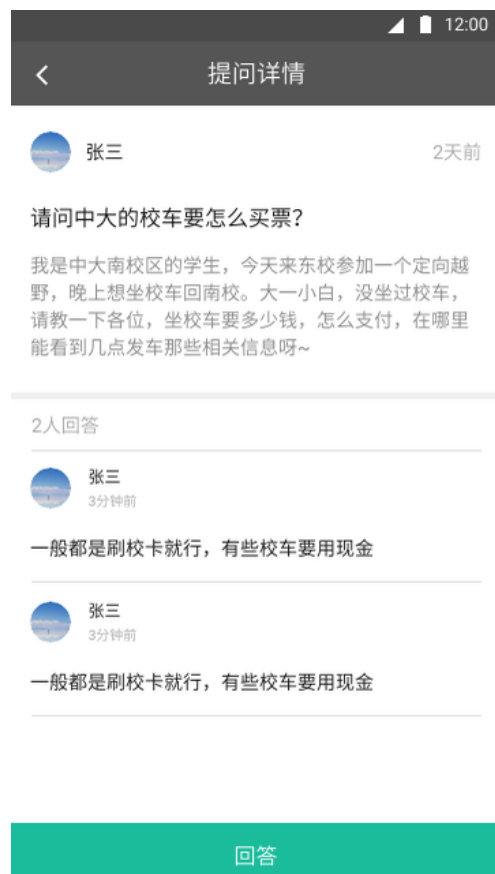 12:00
提问详情
张三
2天前
请问中大的校车要怎么买票?
我是中大南校区的学生，今天来东校参加一个定向越
野，晚上想坐校车回南校。大一小白，没坐过校车，
请教一下各位，坐校车要多少钱，怎么支付，在哪里
能看到几点发车那些相关信息呀~
2人回答
张三
3分钟前
一般都是刷校卡就行，有些校车要用现金
张三
3分钟前
一般都是刷校卡就行，有些校车要用现金
回答